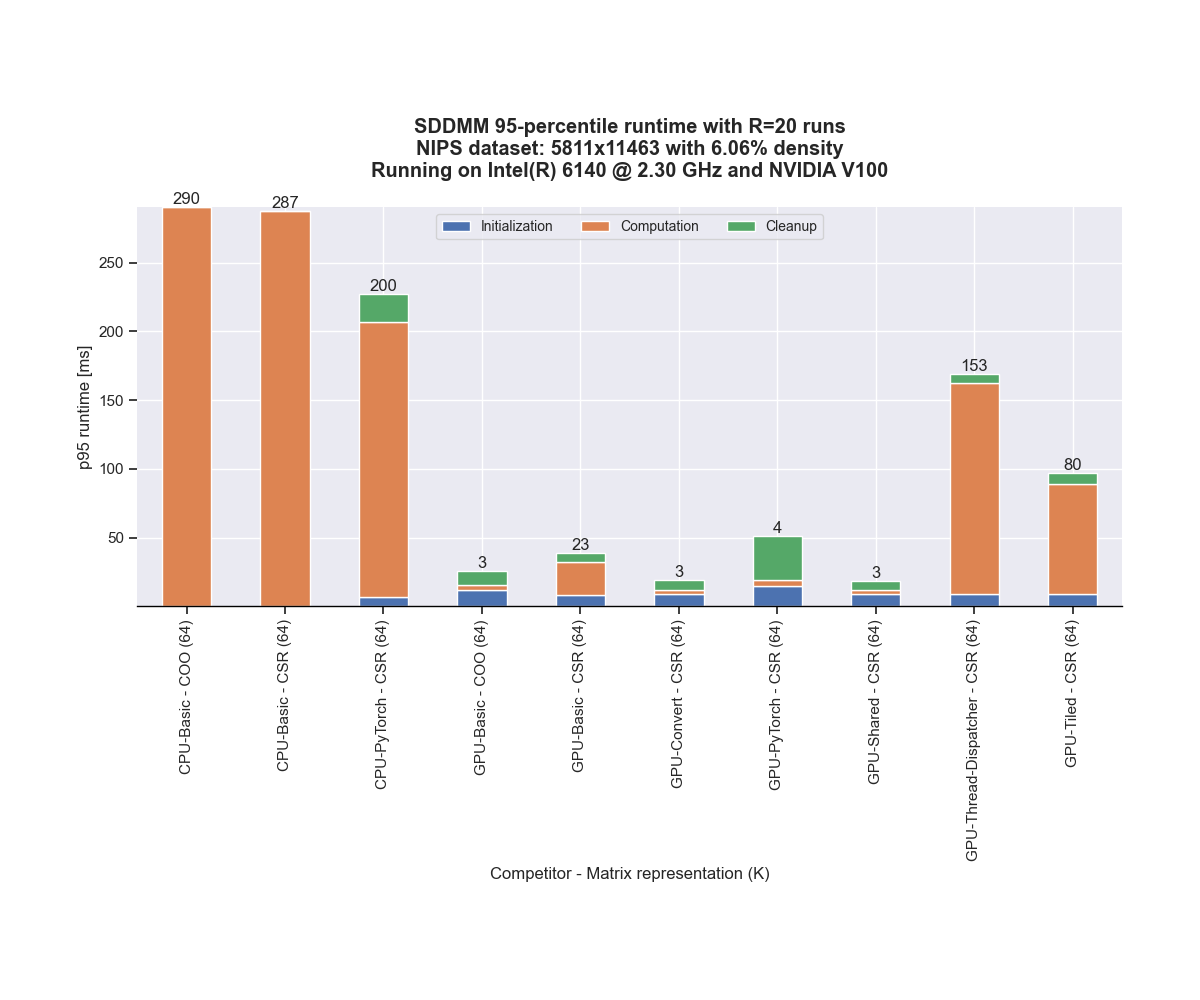 SDDMM 95-percentile runtime with R=20 runs
NIPS dataset: 5811x11463 with 6.06% density
Running on Intel(R) 6140 @ 2.30 GHz and NVIDIA V100
290
287
200
3
23
3
4
3
153
80
Initialization
Computation
Cleanup
250
200
150
100
50
p95 runtime [ms]
CPU-Basic - COO (64)
CPU-Basic - CSR (64)
CPU-PyTorch - CSR (64)
GPU-Basic - COO (64)
GPU-Basic - CSR (64)
GPU-Convert - CSR (64)
GPU-PyTorch - CSR (64)
GPU-Shared - CSR (64)
GPU-Thread-Dispatcher - CSR (64)
GPU-Tiled - CSR (64)
Competitor - Matrix representation (K)